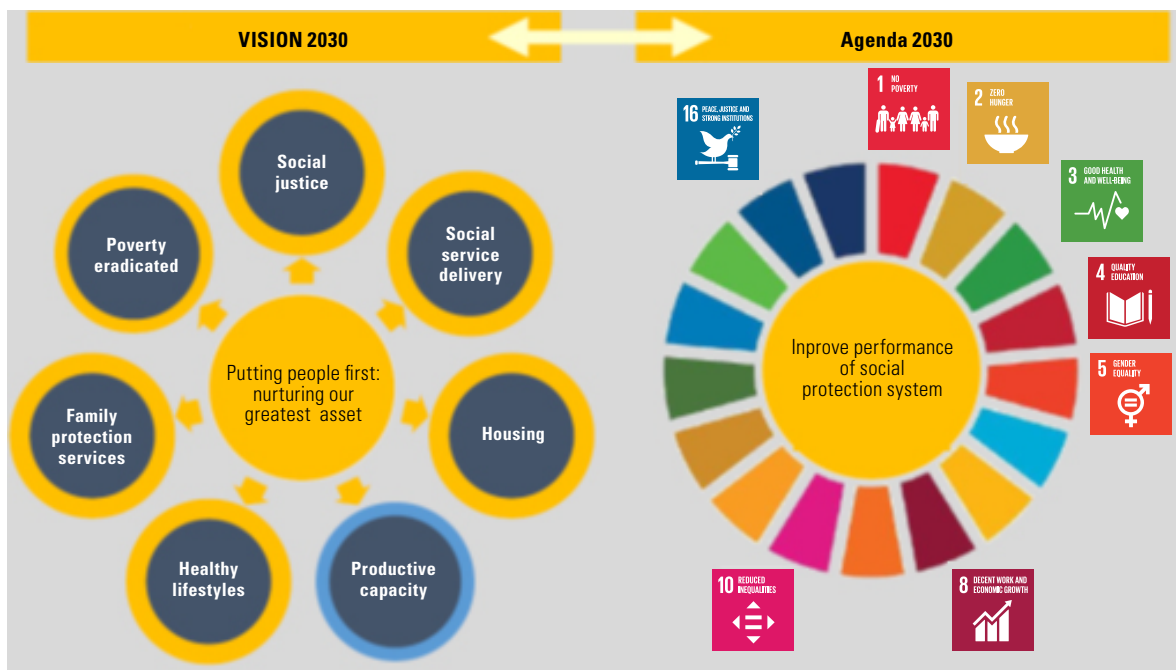 VISION 2030
Agenda 2030
Social
justice
Social
service
delivery
Housing
Productive
capacity
Healthy
lifestyles
Family
protection
services
Poverty
eradicated
Putting people first:
nurturing our
greatest asset
16 PEACE, JUSTICE AND
STRONG INSTITUTIONS
1 NO
POVERTY
2 ZERO
HUNGER
3 GOOD HEALTH
AND WELL-BEING
4 QUALITY
EDUCATION
5 GENDER
EQUALITY
8 DECENT WORK AND
ECONOMIC GROWTH
10 REDUCED
INEQUALITIES
Inprove performance
of social
protection system